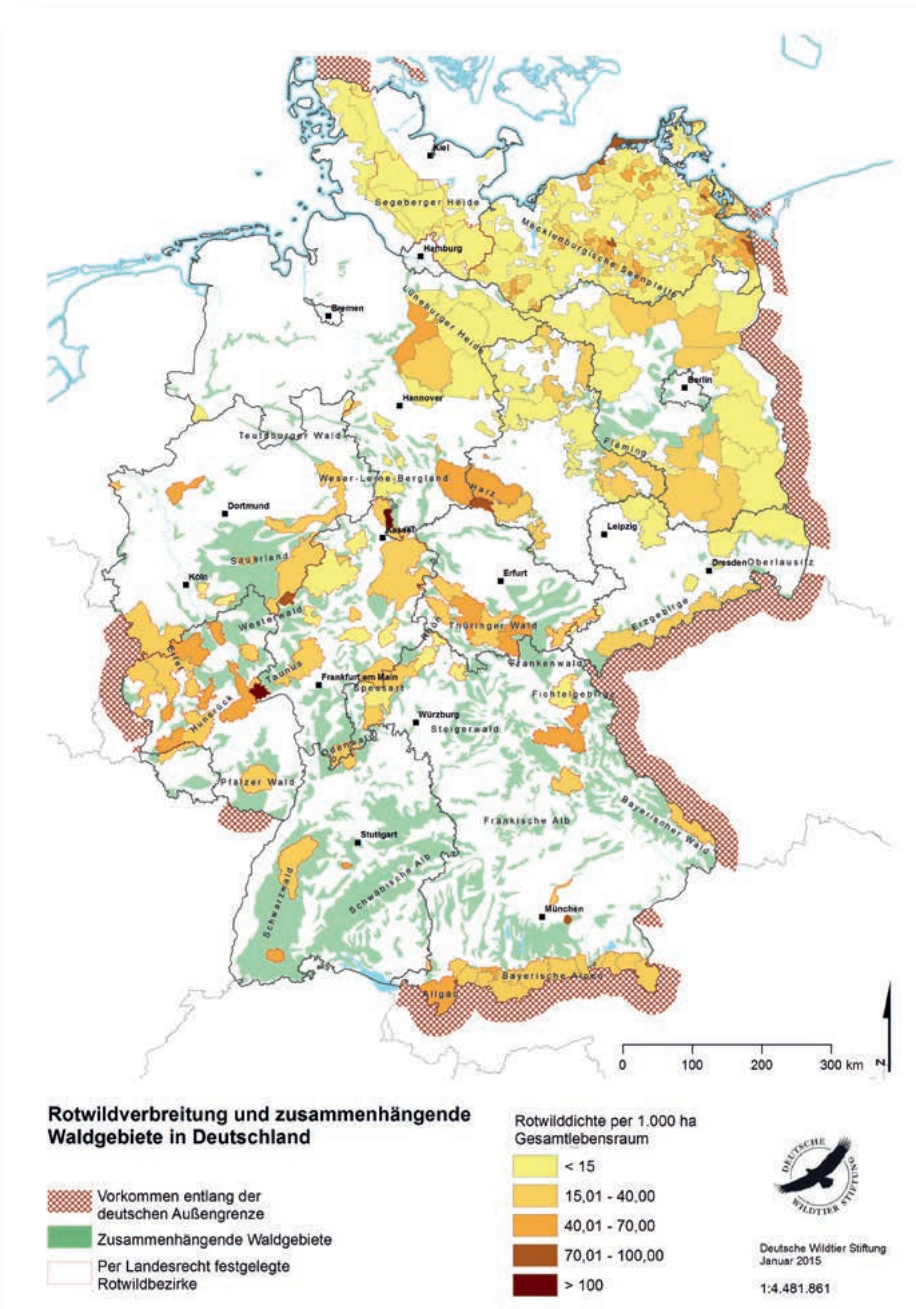 Kiel
Segeberger Heide
Mecklenburgische Seenplatte
Hamburg
Lüneburger Heide
Bremen
Berlin
Hannover
Teutoburger Wald
Fläming
Weser-Leine-Bergland
Harz
Dortmund
Kassel
Leipzig
Sauerland
Dresden
Oberlausitz
Köln
Erfurt
Erzgebirge
Westerwald
Thüringer Wald
Rhön
Eifel
Frankenwald
Taunus
Frankfurt am Main
Spessart
Fichtelgebirge
Hunsrück
Würzburg
Steigerwald
Odenwald
Pfälzer Wald
Bayerischer Wald
Fränkische Alb
Stuttgart
Schwäbische Alb
Schwarzwald
München
Bayerische Alpen
Allgäu
0 100 200 300 km
N
Rotwildverbreitung und zusammenhängende
Waldgebiete in Deutschland
Vorkommen entlang der
deutschen Außengrenze
Zusammenhängende Waldgebiete
Per Landesrecht festgelegte
Rotwildbezirke
Rotwilddichte per 1.000 ha
Gesamtlebensraum
< 15
15,01 - 40,00
40,01 - 70,00
70,01 - 100,00
> 100
DEUTSCHE
WILDTIER STIFTUNG
Deutsche Wildtier Stiftung
Januar 2015
1:4.481.861